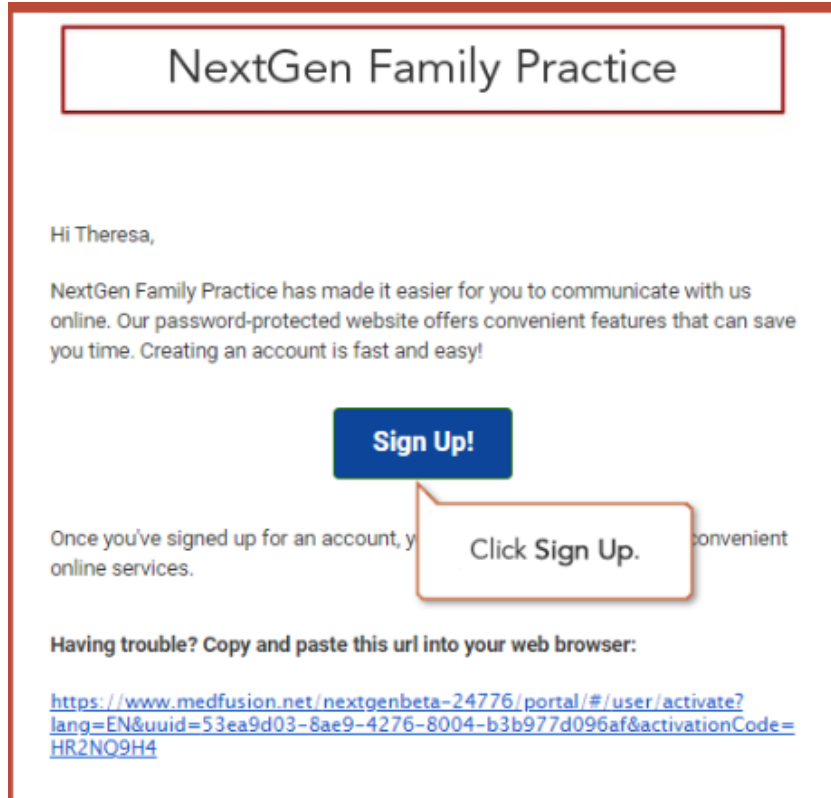 NextGen Family Practice
Hi Theresa,
NextGen Family Practice has made it easier for you to communicate with us
online. Our password-protected website offers convenient features that can save
you time. Creating an account is fast and easy!
Sign Up!
Once you've signed up for an account, y convenient
online services.
Click Sign Up.
Having trouble? Copy and paste this url into your web browser:
https://www.medfusion.net/nextgenbeta-24776/portal/#/user/activate?
lang=EN&uuid=53ea9d03-8ae9-4276-8004-b3b977d096af&activationCode=
HR2NQ9H4